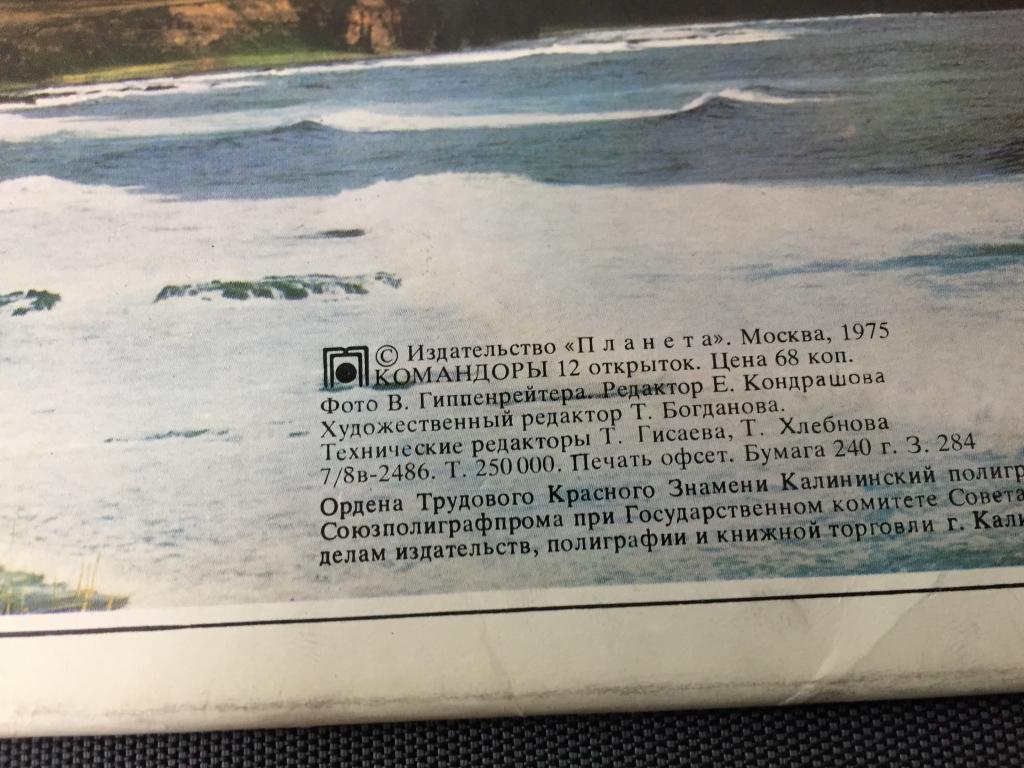 © Издательство «Планета». Москва, 1975
КОМАНДОРЫ 12 открыток. Цена 68 коп.
Фото В. Гиппенрейтера. Редактор Е. Кондрашова
Художественный редактор Т. Богданова.
Технические редакторы Т. Гисаева, Т. Хлебнова
7/8в-2486. Т. 250 000. Печать офсет. Бумага 240 г. З. 284
Ордена Трудового Красного Знамени Калининский полигр
Союзполиграфпрома при Государственном комитете Совета
делам издательств, полиграфии и книжной торговли г. Кали